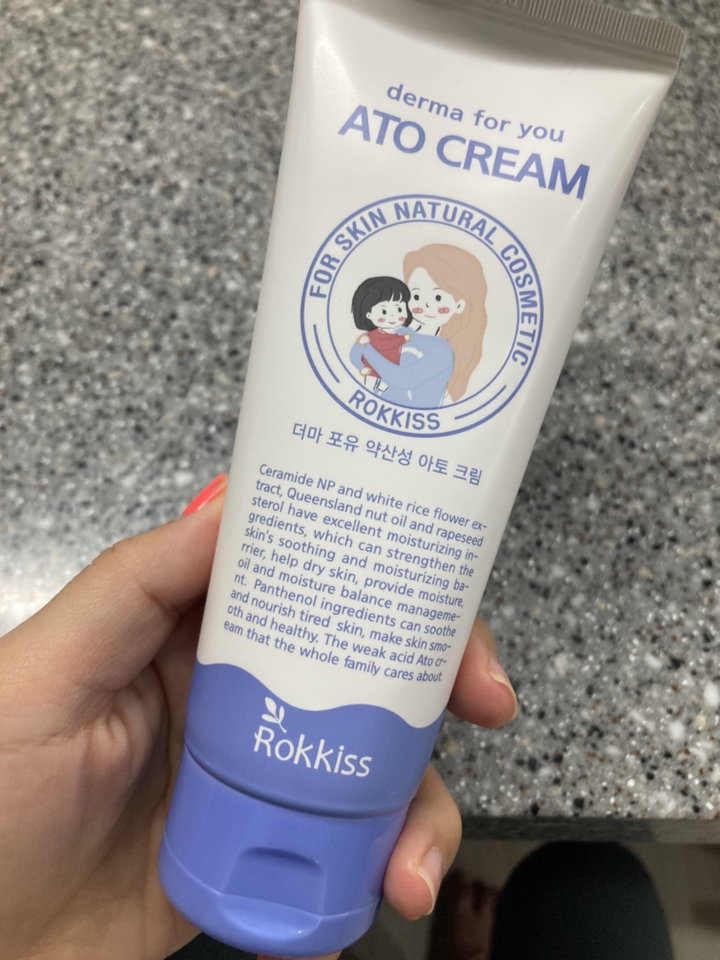 derma for you
ATO CREAM
FOR SKIN NATURAL COSMETIC
ROKKISS
더마 포유 약산성 아토 크림
Ceramide NP and white rice flower ex-
tract, Queensland nut oil and rapeseed
sterol have excellent moisturizing in-
gredients, which can strengthen the
skin's soothing and moisturizing ba-
rrier, help dry skin, provide moisture,
oil and moisture balance manageme-
nt. Panthenol ingredients can soothe
and nourish tired skin, make skin smo-
oth and healthy. The weak acid Ato cr-
eam that the whole family cares about.
Rokkiss